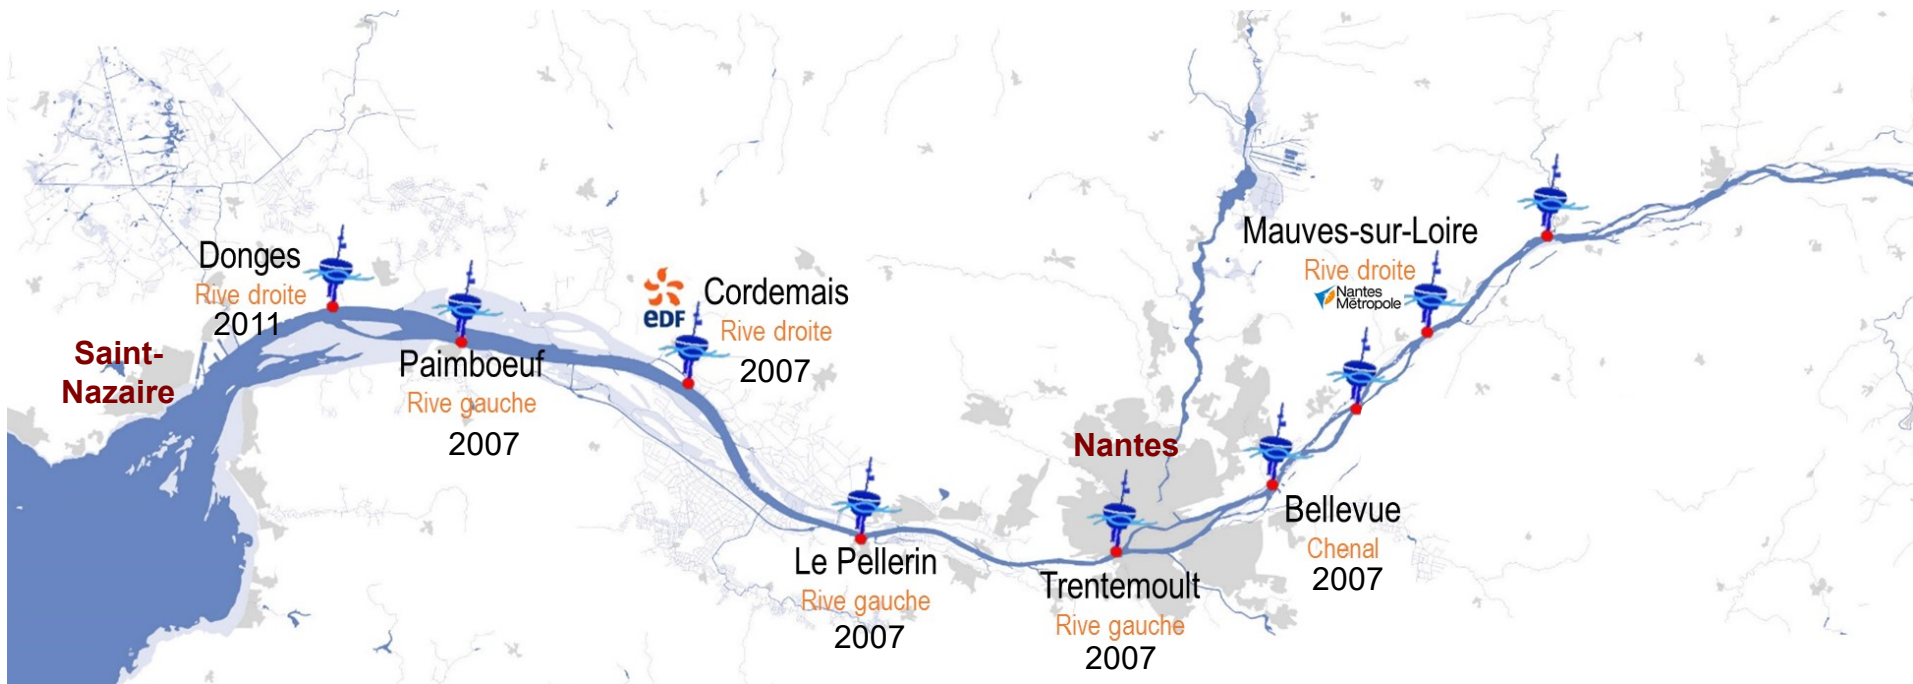 Donges
Rive droite
2011
Saint-
Nazaire
Paimboeuf
Rive gauche
2007
eDF
Cordemais
Rive droite
2007
Le Pellerin
Rive gauche
2007
Nantes
Trentemoult
Rive gauche
2007
Bellevue
Chenal
2007
Mauves-sur-Loire
Rive droite
Nantes
Métropole